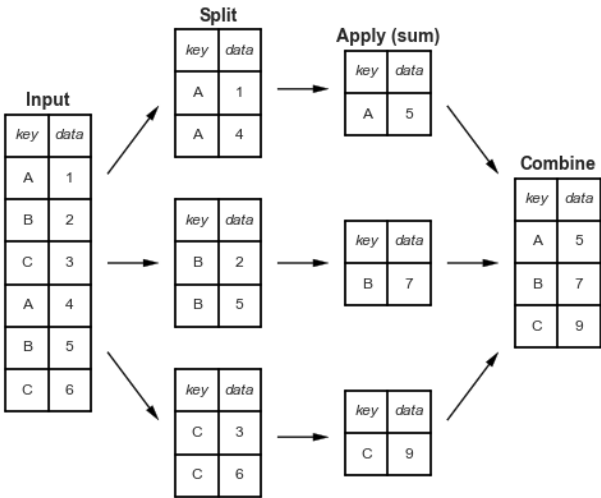 Input
key data
A 1
B 2
C 3
A 4
B 5
C 6
Split
key data
A 1
A 4
key data
B 2
B 5
key data
C 3
C 6
Apply (sum)
key data
A 5
key data
B 7
key data
C 9
Combine
key data
A 5
B 7
C 9